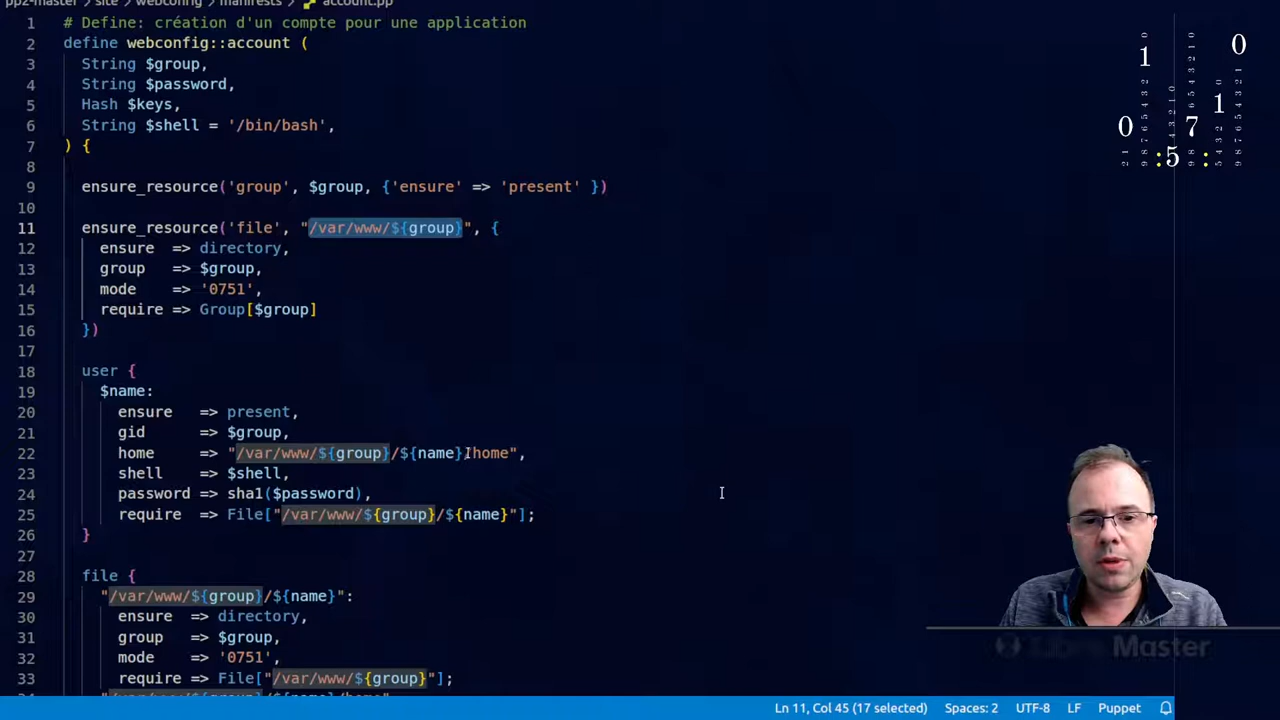 pp2-master > site > webconfig > manifests > account.pp
1 # Define: création d'un compte pour une application
2 define webconfig::account (
3 String $group,
4 String $password,
5 Hash $keys,
6 String $shell = '/bin/bash',
7 ) {
8
9 ensure_resource('group', $group, {'ensure' => 'present' })
10
11 ensure_resource('file', "/var/www/${group}", {
12 ensure => directory,
13 group => $group,
14 mode => '0751',
15 require => Group[$group]
16 })
17
18 user {
19 $name:
20 ensure => present,
21 gid => $group,
22 home => "/var/www/${group}/${name}/home",
23 shell => $shell,
24 password => sha1($password),
25 require => File["/var/www/${group}/${name}"];
26 }
27
28 file {
29 "/var/www/${group}/${name}":
30 ensure => directory,
31 group => $group,
32 mode => '0751',
33 require => File["/var/www/${group}"];
Master
Ln 11, Col 45 (17 selected) Spaces: 2 UTF-8 LF Puppet